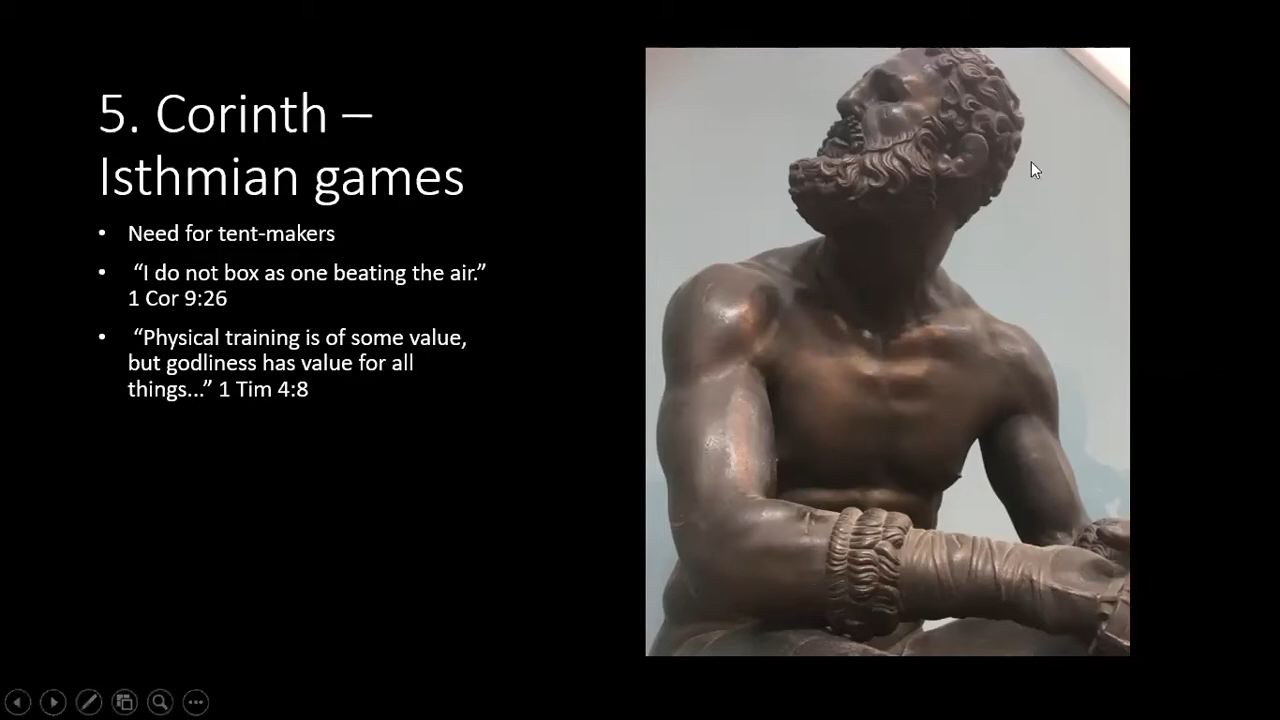 5. Corinth –
Isthmian games
• Need for tent-makers
• “I do not box as one beating the air.”
1 Cor 9:26
• “Physical training is of some value,
but godliness has value for all
things...” 1 Tim 4:8